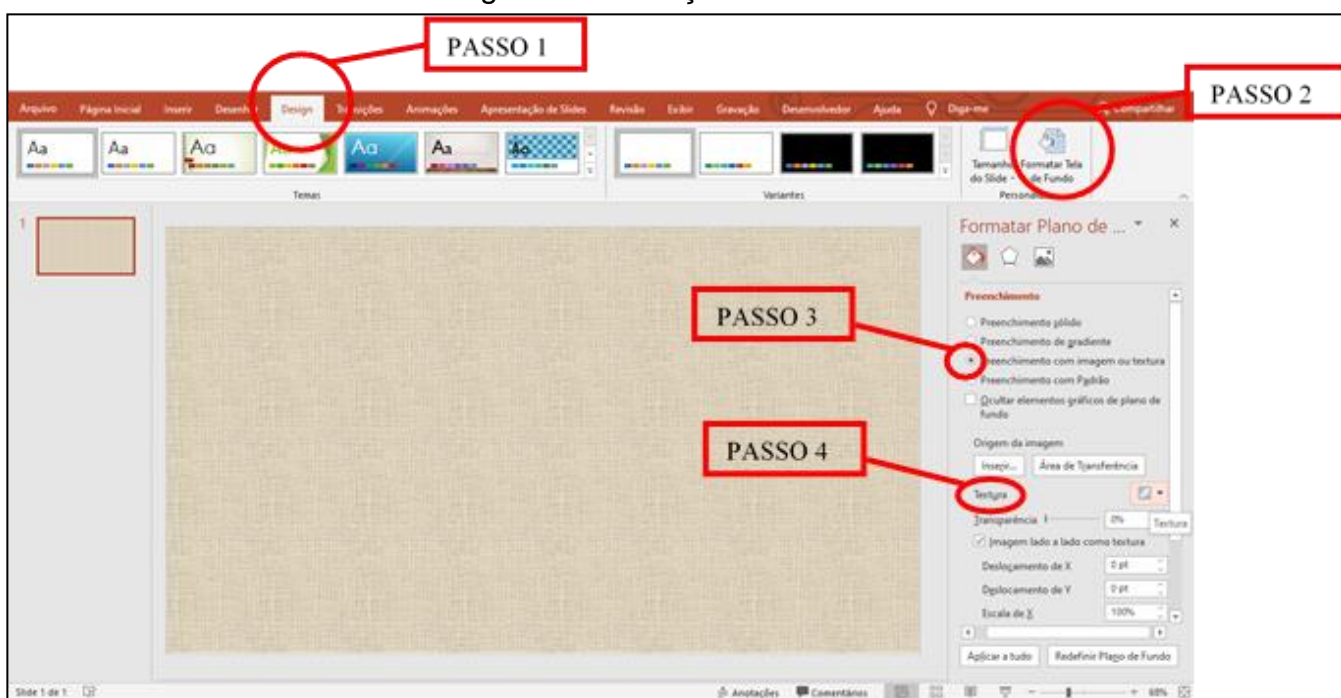 PASSO 1
PASSO 2
Arquivo Página Inicial Inserir Desenhar Design Transições Animações Apresentação de Slides Revisão Exibir Gravação Desenvolvedor Ajuda Diga-me Compartilhar
Aa Aa Aa Aa Aa Aa Aa
Tamanho do Slide
Formatar Tela de Fundo
Temas Variantes
1
Formatar Plano de ...
Preenchimento
Preenchimento sólido
Preenchimento de gradiente
PASSO 3
Preenchimento com imagem ou textura
Preenchimento com Padrão
Ocultar elementos gráficos de plano de
fundo
Origem da imagem
Inserir... Área de Transferência
PASSO 4
Textura
Transparência 0%
Textura
Imagem lado a lado como textura
Deslocamento de X 0 pt
Deslocamento de Y 0 pt
Escala de X 100%
Aplicar a tudo Redefinir Plano de Fundo
Slide 1 de 1 Anotações Comentários 68%